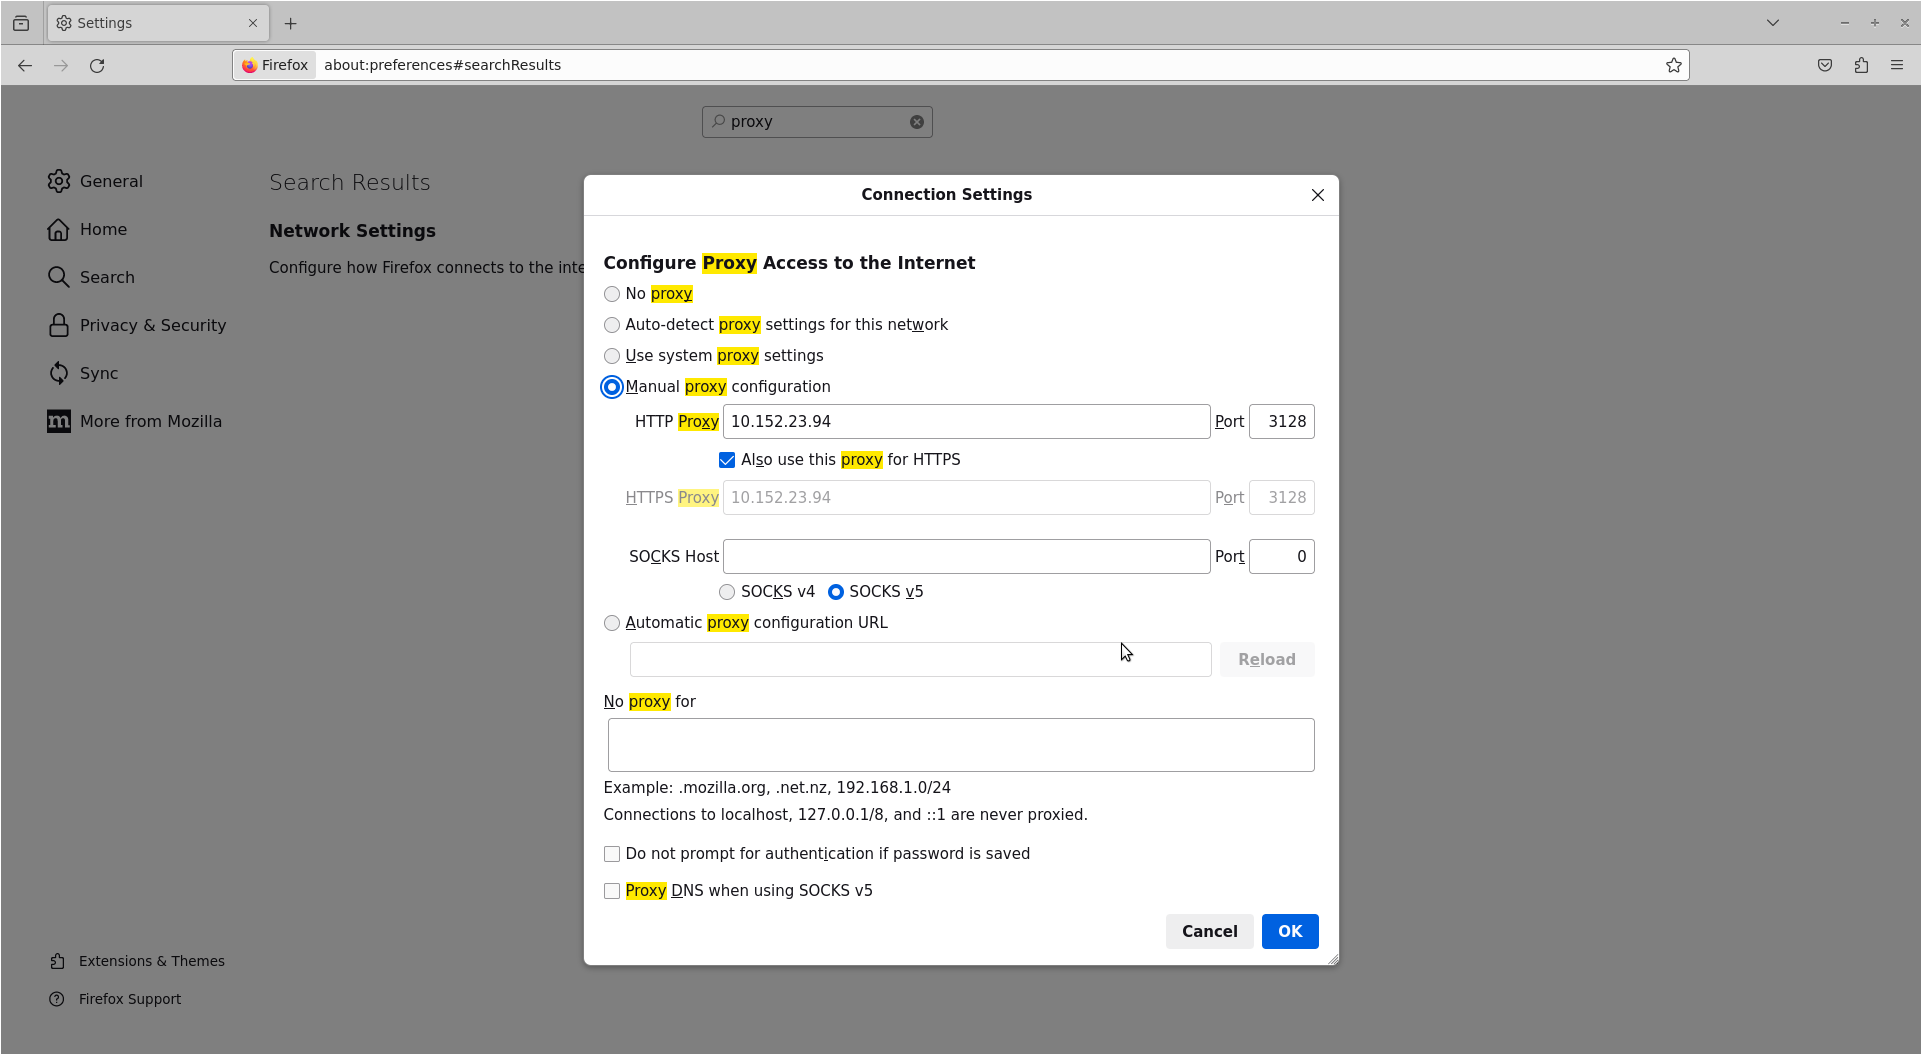 Settings
Firefox about:preferences#searchResults
proxy
General
Home
Search
Privacy & Security
Sync
More from Mozilla
Extensions & Themes
Firefox Support
Search Results
Network Settings
Configure how Firefox connects to the inte
Connection Settings
Configure Proxy Access to the Internet
No proxy
Auto-detect proxy settings for this network
Use system proxy settings
Manual proxy configuration
HTTP Proxy 10.152.23.94 Port 3128
Also use this proxy for HTTPS
HTTPS Proxy 10.152.23.94 Port 3128
SOCKS Host Port 0
SOCKS v4 SOCKS v5
Automatic proxy configuration URL
Reload
No proxy for
Example: .mozilla.org, .net.nz, 192.168.1.0/24
Connections to localhost, 127.0.0.1/8, and ::1 are never proxied.
Do not prompt for authentication if password is saved
Proxy DNS when using SOCKS v5
Cancel OK